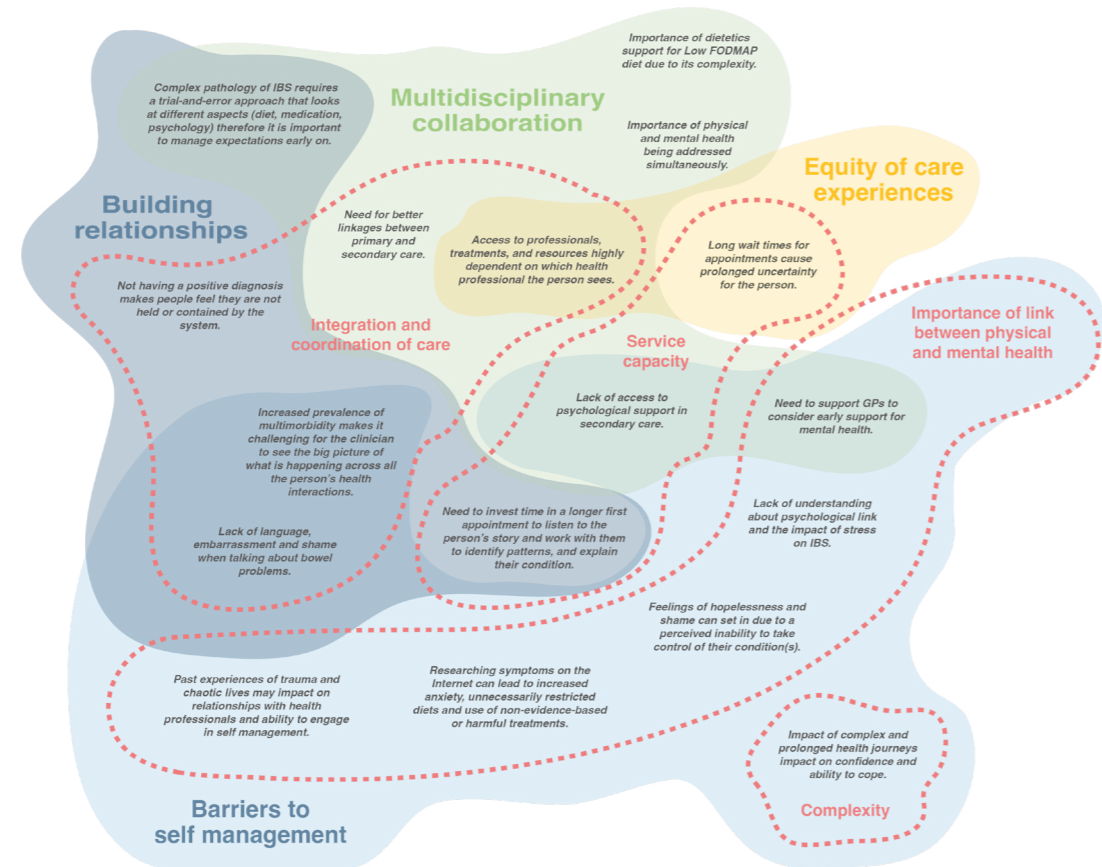 Importance of dietetics
support for Low FODMAP
diet due to its complexity.
Complex pathology of IBS requires
a trial-and-error approach that looks
at different aspects (diet, medication,
psychology) therefore it is important
to manage expectations early on.
Multidisciplinary
collaboration
Importance of physical
and mental health
being addressed
simultaneously.
Equity of care
experiences
Building
relationships
Need for better
linkages between
primary and
secondary care.
Access to professionals,
treatments, and resources highly
dependent on which health
professional the person sees.
Long wait times for
appointments cause
prolonged uncertainty
for the person.
Not having a positive diagnosis
makes people feel they are not
held or contained by the
system.
Integration and
coordination of care
Service
capacity
Importance of link
between physical
and mental health
Increased prevalence of
multimorbidity makes it
challenging for the clinician
to see the big picture of
what is happening across all
the person's health
interactions.
Lack of access to
psychological support in
secondary care.
Need to support GPs to
consider early support for
mental health.
Lack of language,
embarrassment and shame
when talking about bowel
problems.
Need to invest time in a longer first
appointment to listen to the
person's story and work with them
to identify patterns, and explain
their condition.
Lack of understanding
about psychological link
and the impact of stress
on IBS.
Feelings of hopelessness and
shame can set in due to a
perceived inability to take
control of their condition(s).
Past experiences of trauma and
chaotic lives may impact on
relationships with health
professionals and ability to engage
in self management.
Researching symptoms on the
Internet can lead to increased
anxiety, unnecessarily restricted
diets and use of non-evidence-based
or harmful treatments.
Impact of complex and
prolonged health journeys
impact on confidence and
ability to cope.
Complexity
Barriers to
self management